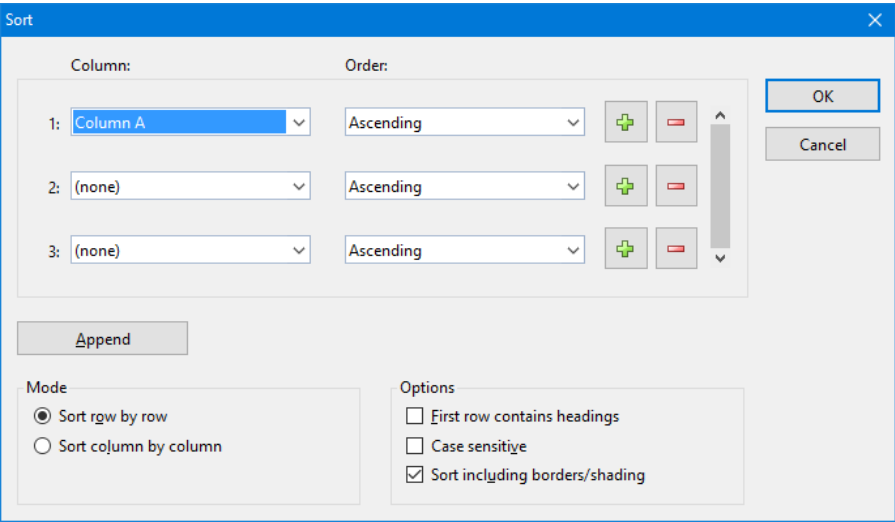 Sort
Column: Order:
1: Column A Ascending
2: (none) Ascending
3: (none) Ascending
OK
Cancel
Append
Mode
Sort row by row
Sort column by column
Options
First row contains headings
Case sensitive
Sort including borders/shading